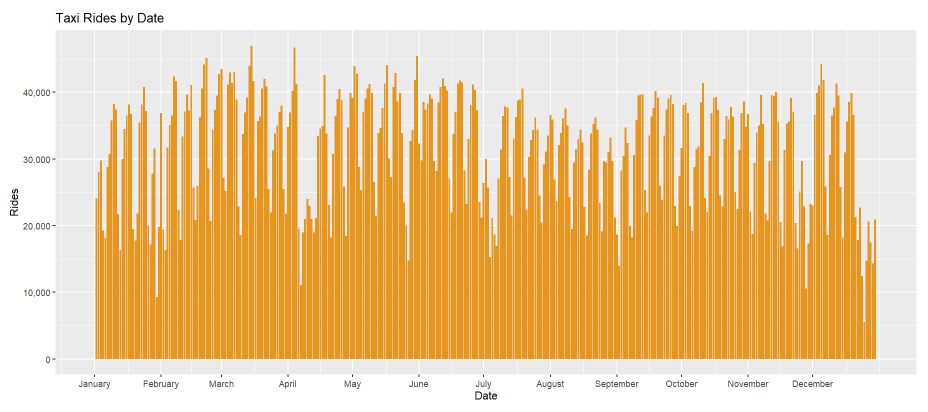 Taxi Rides by Date
Rides
40,000
30,000
20,000
10,000
0
January February March April May June July August September October November December
Date